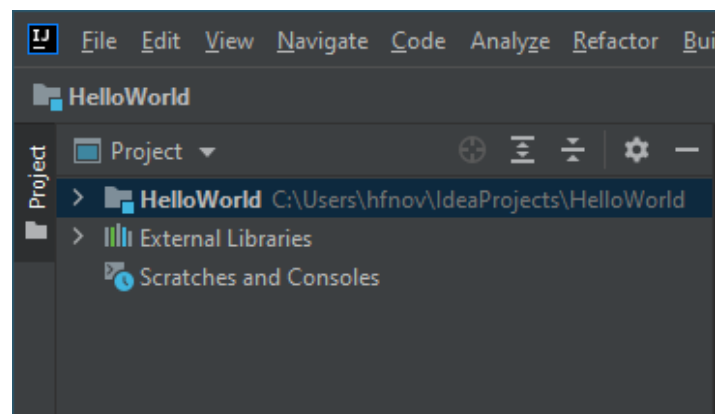 IJ File Edit View Navigate Code Analyze Refactor Bui
HelloWorld
Project
Project
HelloWorld C:\Users\hfnov\IdeaProjects\HelloWorld
External Libraries
Scratches and Consoles